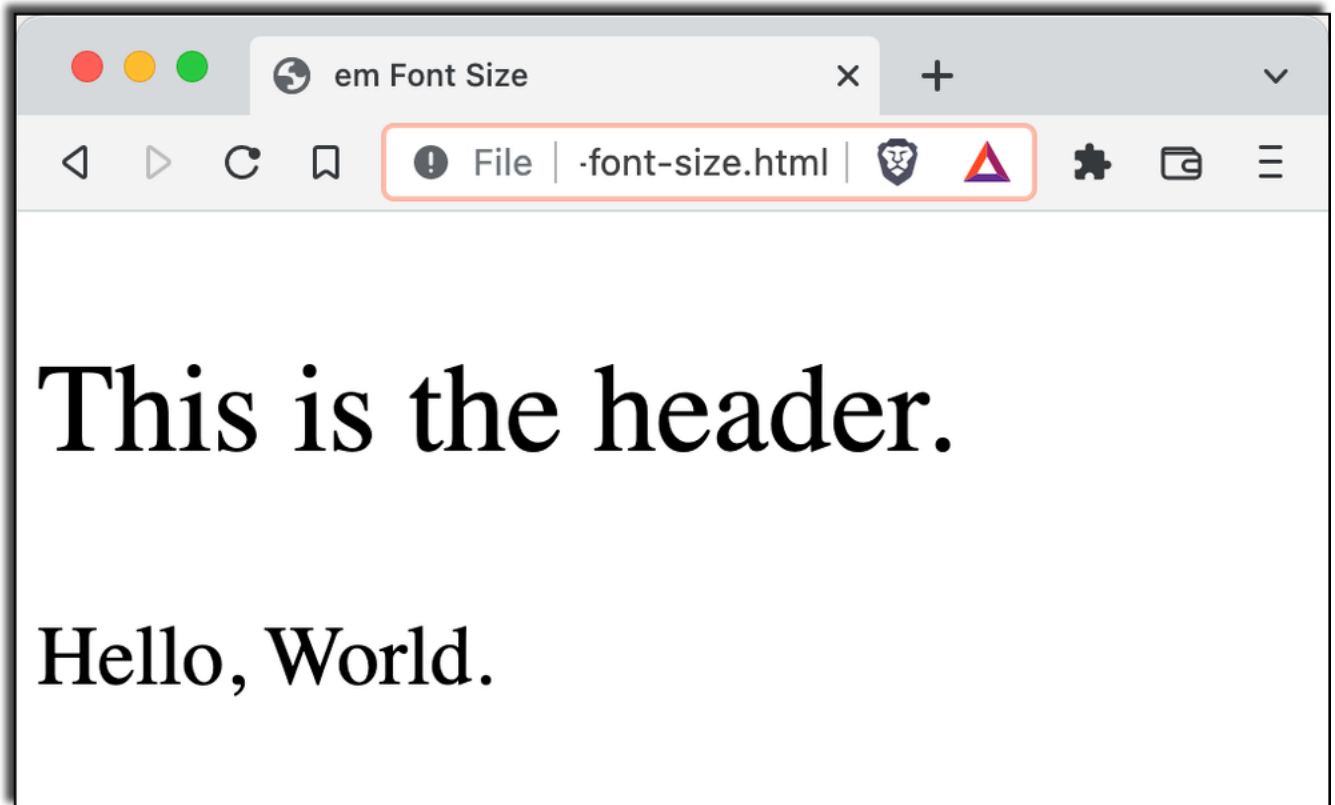 em Font Size
File -font-size.html
This is the header.
Hello, World.